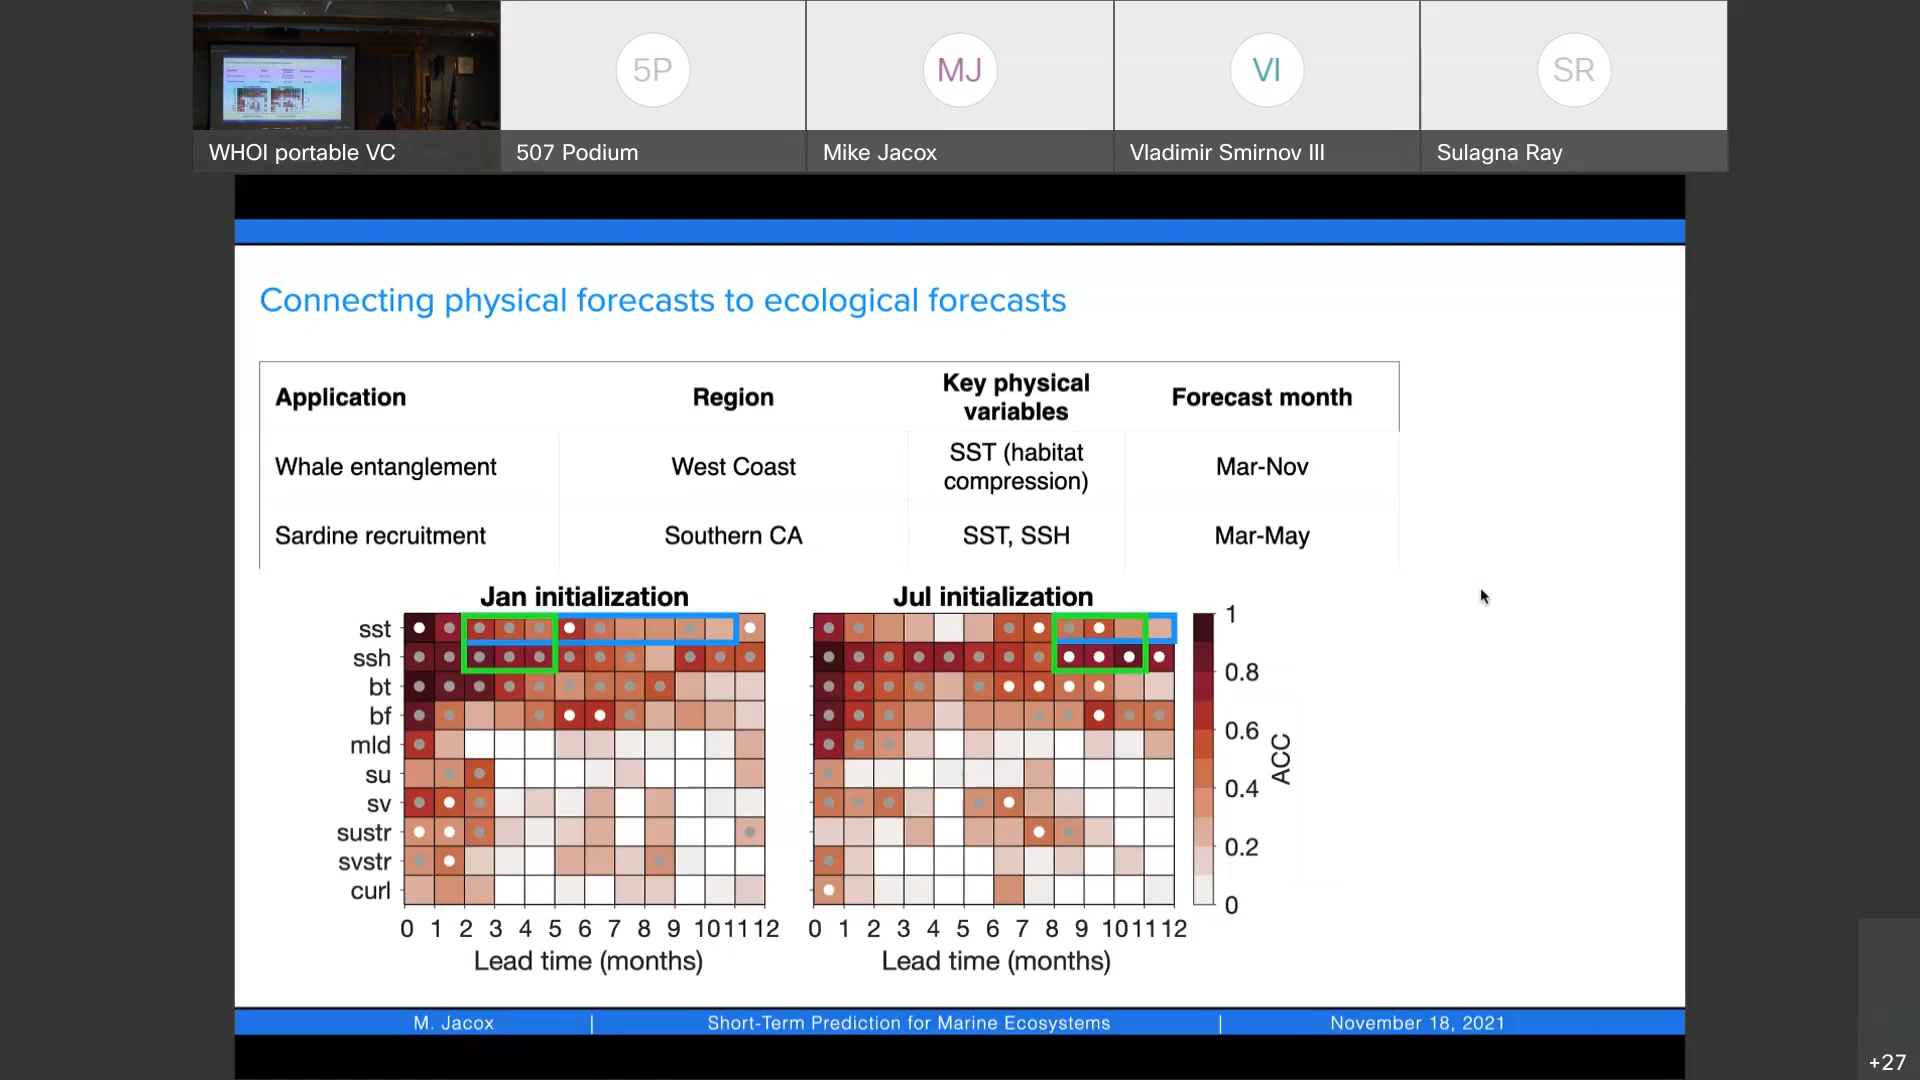 5P
MJ
VI
SR
WHOI portable VC
507 Podium
Mike Jacox
Vladimir Smirnov III
Sulagna Ray
Connecting physical forecasts to ecological forecasts
Application
Region
Key physical
variables
Forecast month
Whale entanglement
West Coast
SST (habitat
compression)
Mar-Nov
Sardine recruitment
Southern CA
SST, SSH
Mar-May
Jan initialization
Jul initialization
sst
ssh
bt
bf
mld
su
sv
sustr
svstr
curl
0 1 2 3 4 5 6 7 8 9 10 11 12
Lead time (months)
0 1 2 3 4 5 6 7 8 9 10 11 12
Lead time (months)
1
0.8
0.6
0.4
0.2
0
ACC
M. Jacox | Short-Term Prediction for Marine Ecosystems | November 18, 2021
+27